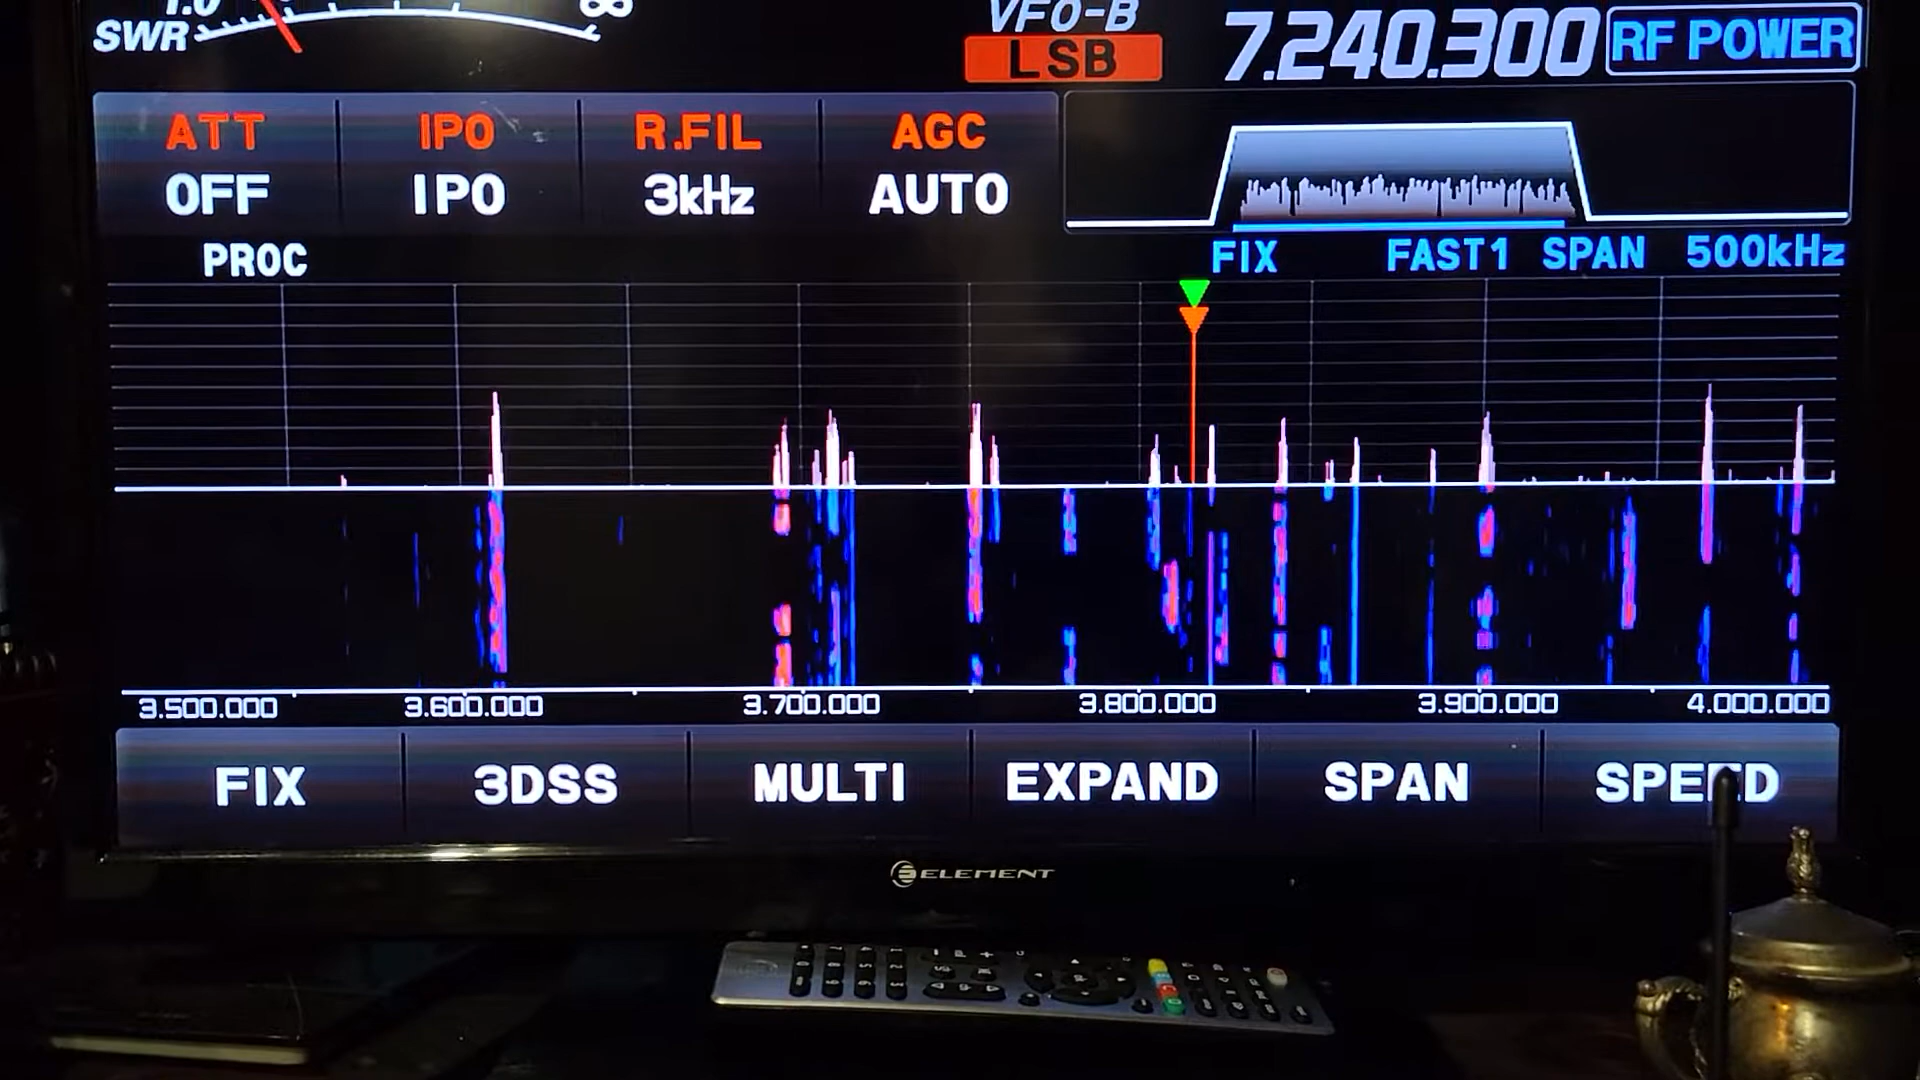 1.0 ∞
SWR
VFO-B
LSB
7.240.300
RF POWER
ATT IPO R.FIL AGC
OFF IPO 3kHz AUTO
PROC
FIX FAST1 SPAN 500kHz
3.500.000 3.600.000 3.700.000 3.800.000 3.900.000 4.000.000
FIX 3DSS MULTI EXPAND SPAN SPEED
ELEMENT